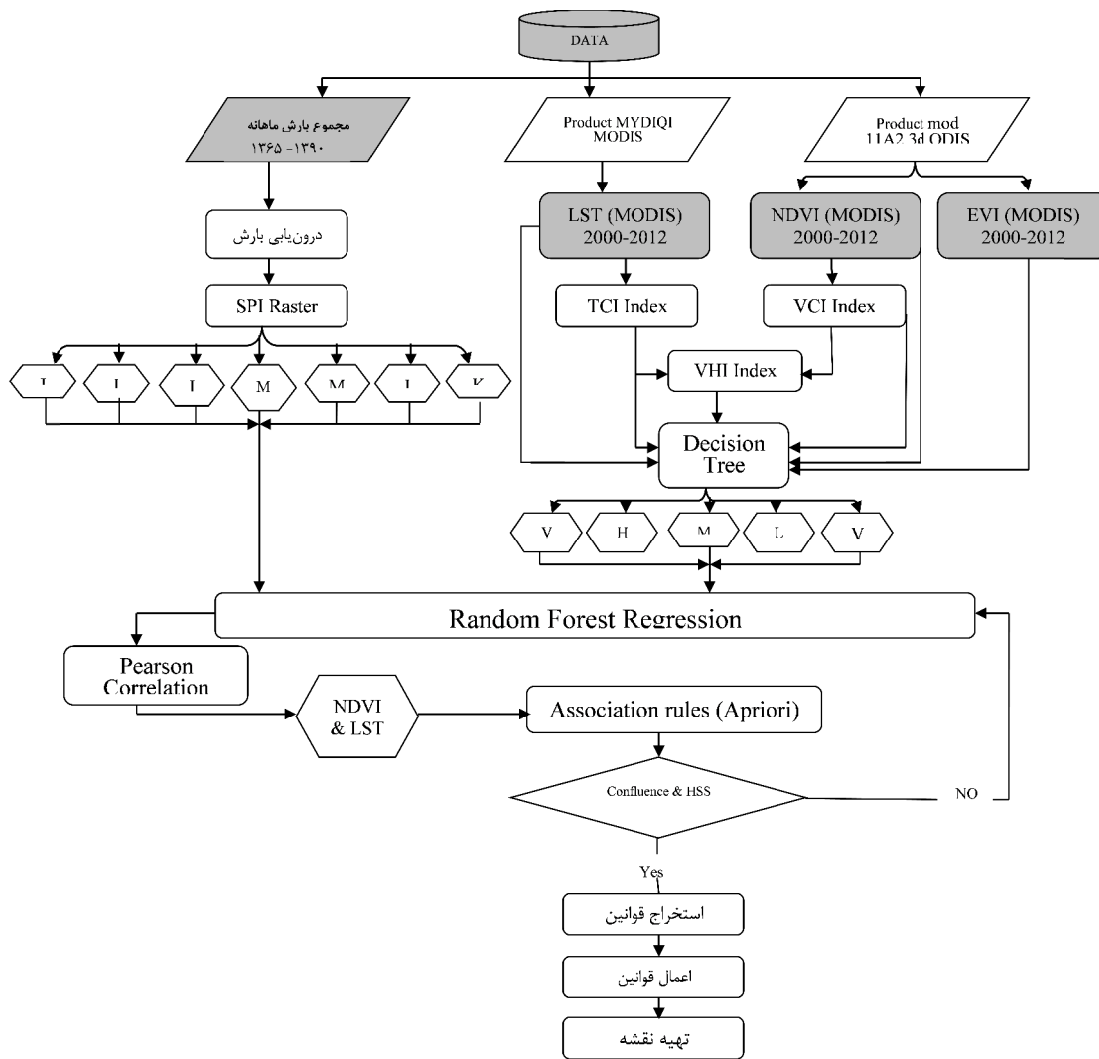 DATA
مجموع بارش ماهانه
۱۳۶۵ -۱۳۹۰
Product MYDIQI
MODIS
Product mod
11A2 3d ODIS
درون‌یابی بارش
LST (MODIS)
2000-2012
NDVI (MODIS)
2000-2012
EVI (MODIS)
2000-2012
SPI Raster
TCI Index
VCI Index
VHI Index
M
M
Decision
Tree
V
H
M
L
V
Random Forest Regression
Pearson
Correlation
NDVI
& LST
Association rules (Apriori)
Confluence & HSS
NO
Yes
استخراج قوانین
اعمال قوانین
تهیه نقشه